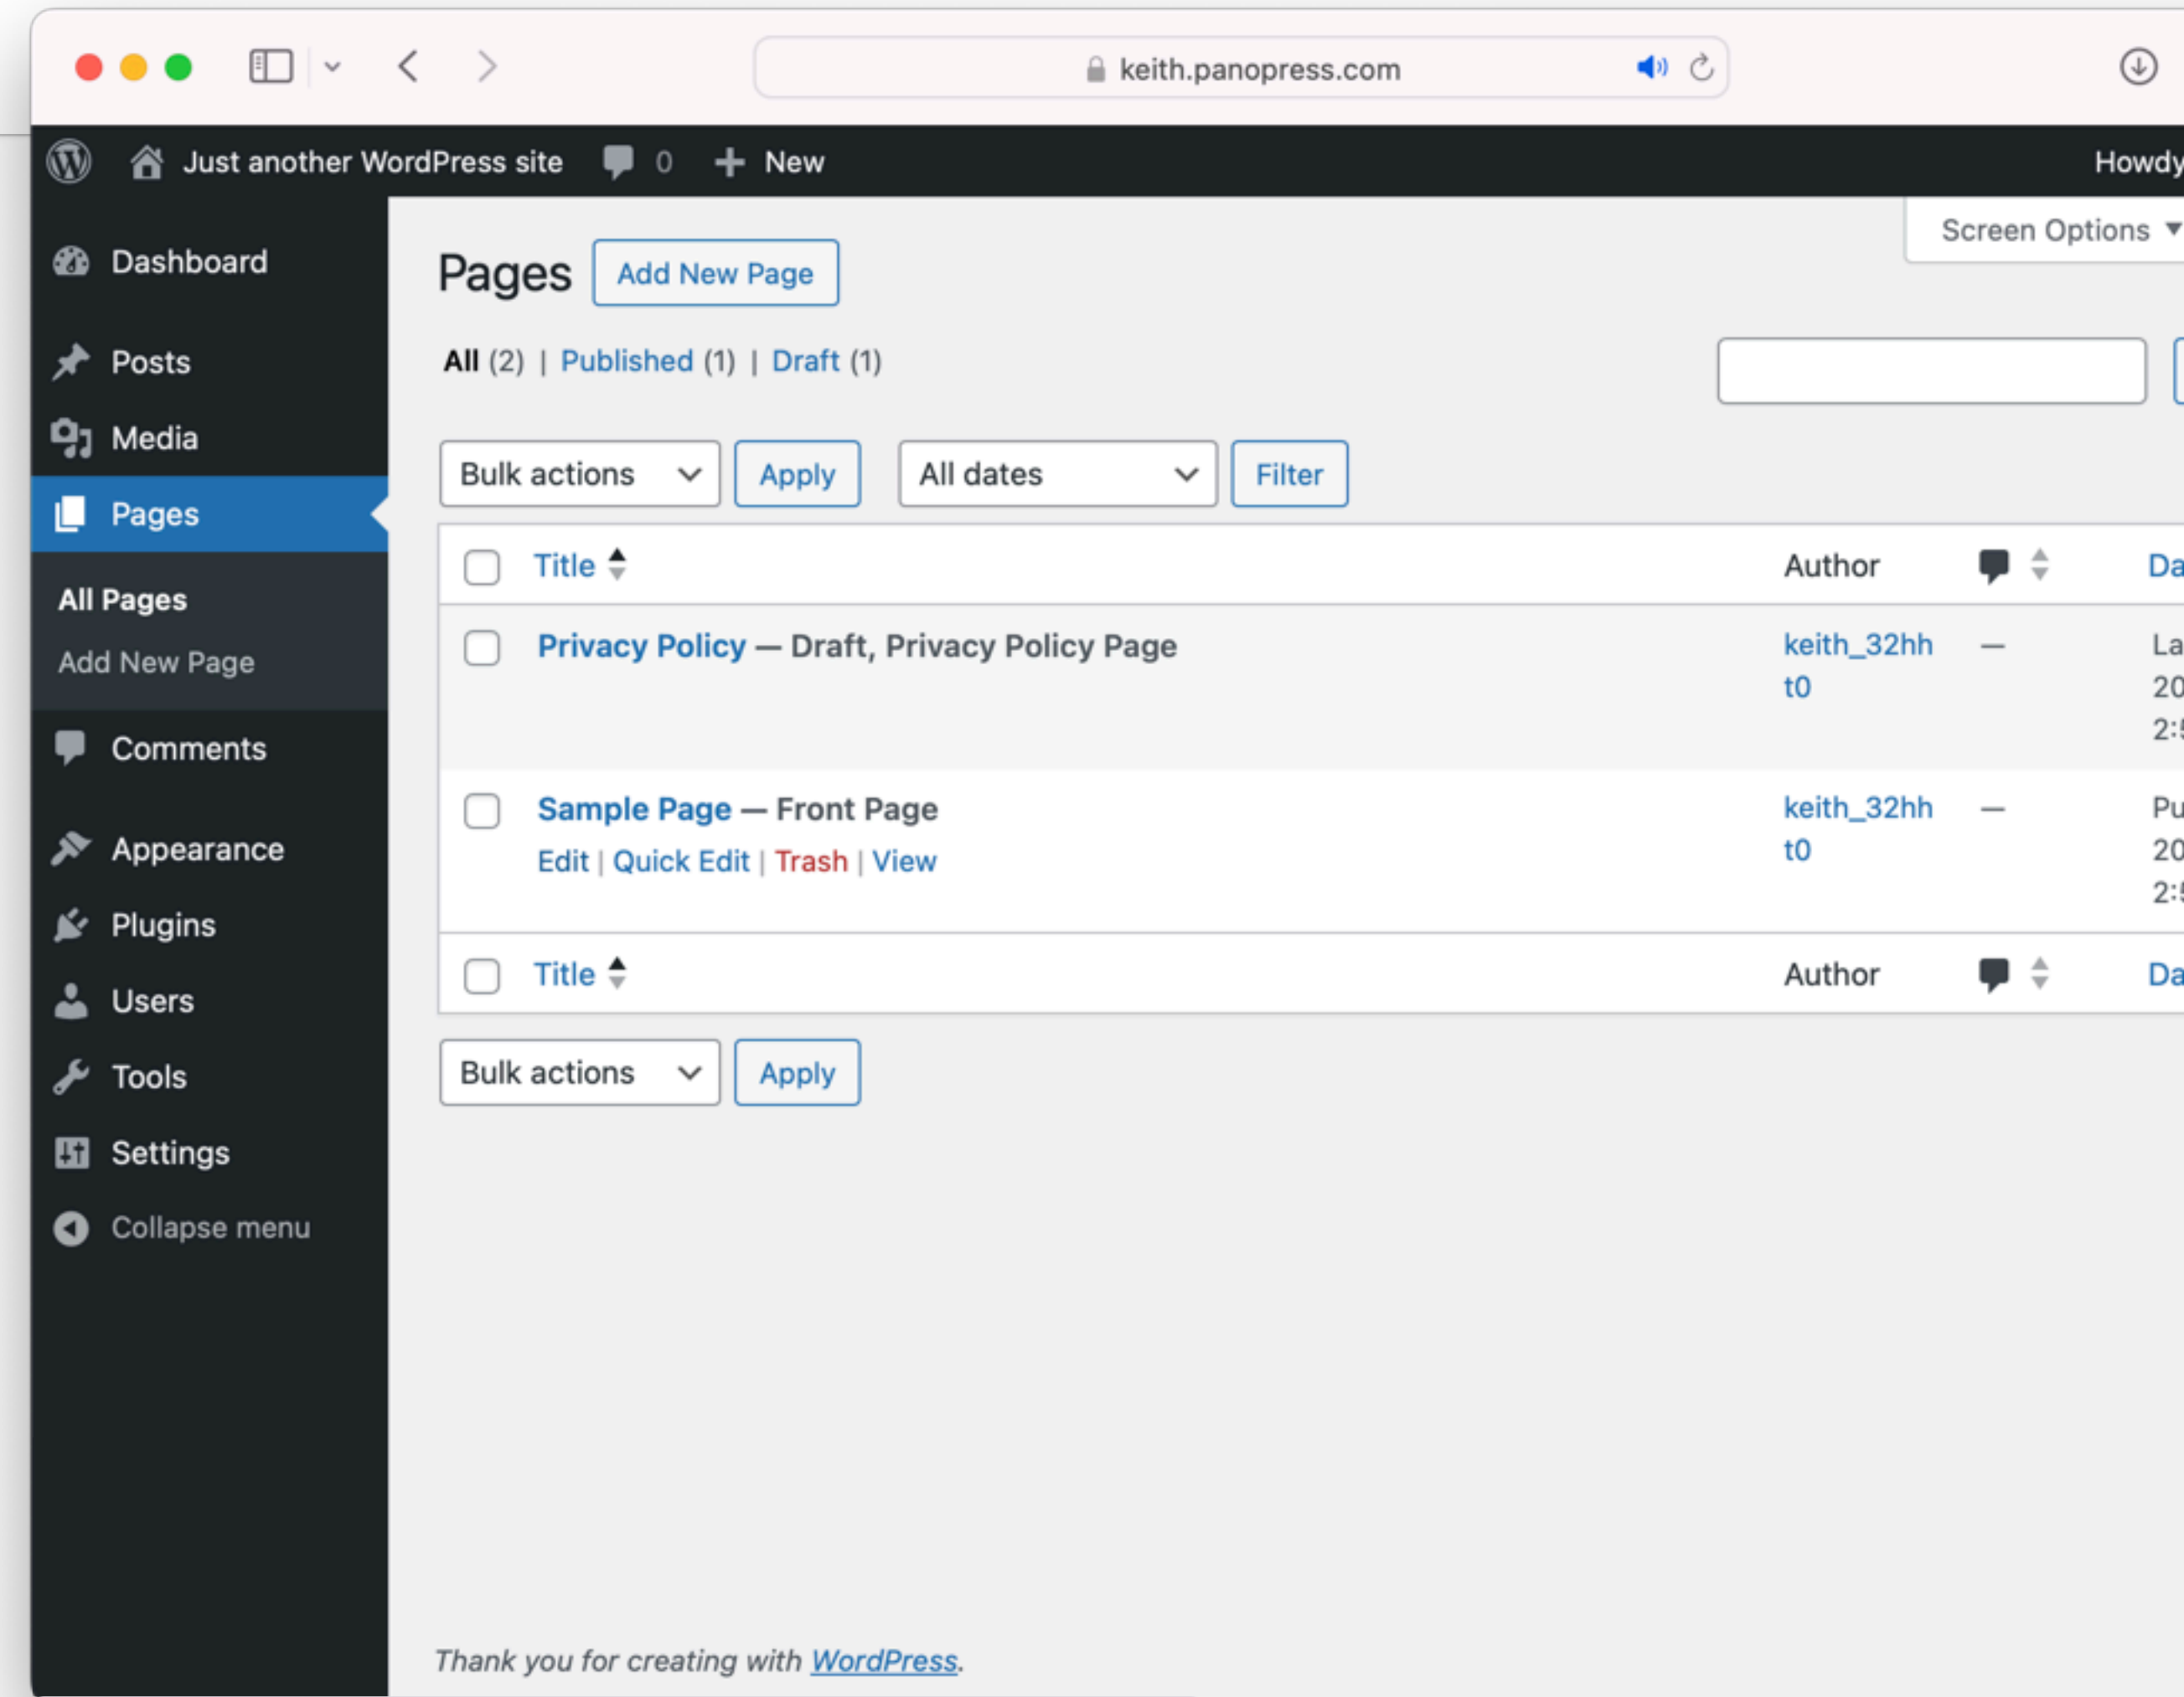 keith.panopress.com
Just another WordPress site 0 + New Howdy
Screen Options
Dashboard
Posts
Media
Pages
All Pages
Add New Page
Comments
Appearance
Plugins
Users
Tools
Settings
Collapse menu
Pages Add New Page
All (2) | Published (1) | Draft (1)
Bulk actions Apply All dates Filter
Title Author
Privacy Policy — Draft, Privacy Policy Page keith_32hh —
t0
Sample Page — Front Page keith_32hh —
t0
Edit | Quick Edit | Trash | View
Title Author
Bulk actions Apply
Thank you for creating with WordPress.